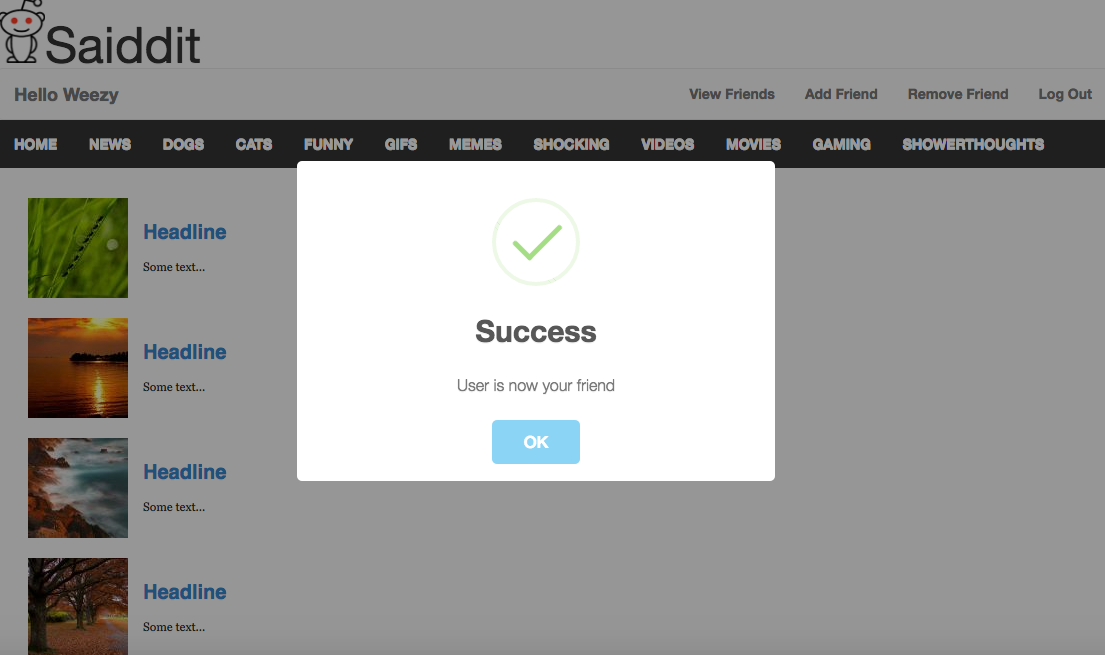 Saiddit
Hello Weezy View Friends Add Friend Remove Friend Log Out
HOME NEWS DOGS CATS FUNNY GIFS MEMES SHOCKING VIDEOS MOVIES GAMING SHOWERTHOUGHTS
Headline
Some text...
Headline
Some text...
Headline
Some text...
Headline
Some text...
Success
User is now your friend
OK